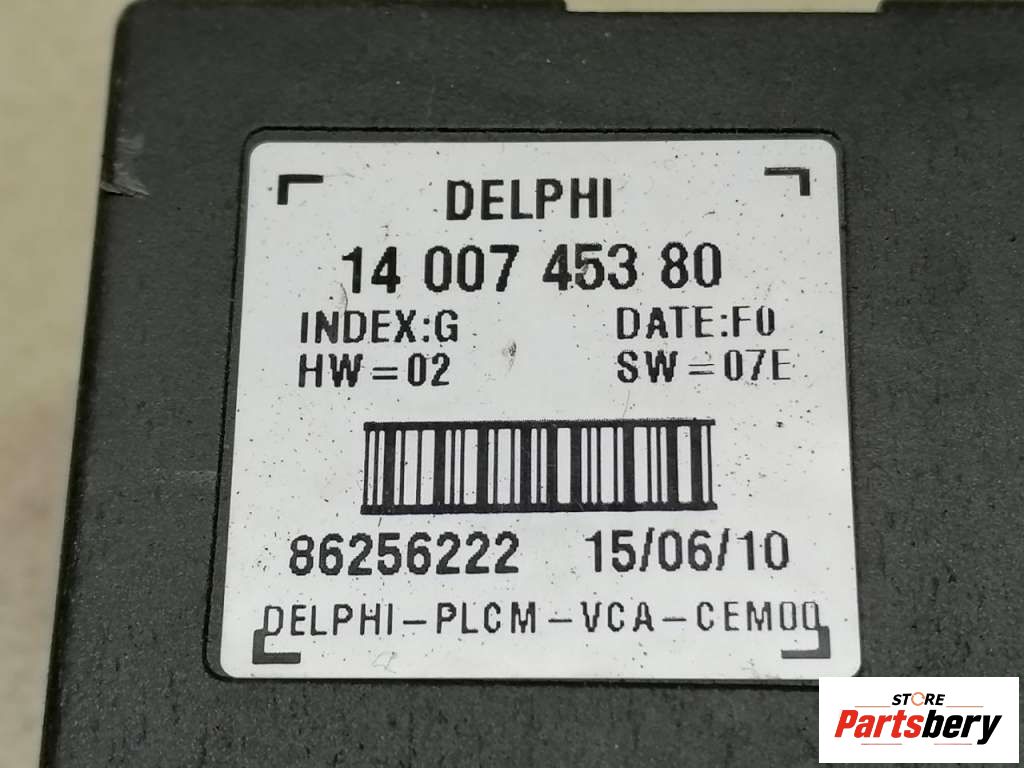 DELPHI
14 007 453 80
INDEX:G DATE:F0
HW=02 SW=07E
86256222 15/06/10
DELPHI-PLCM-VCA-CEM00
STORE
Partsbery